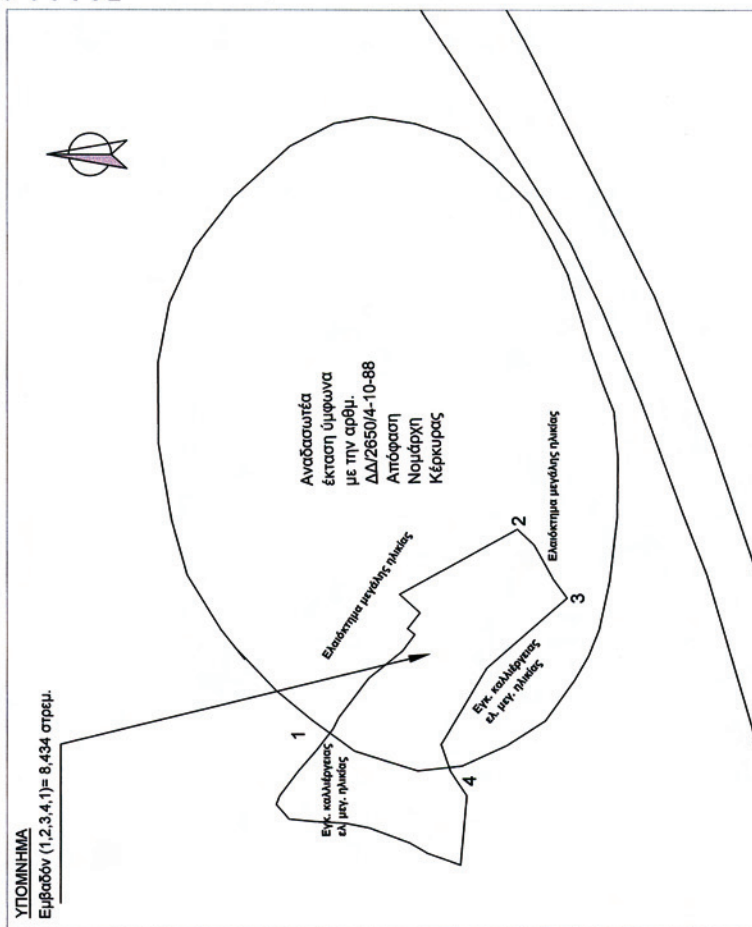 ΥΠΟΜΝΗΜΑ
Εμβαδόν (1,2,3,4,1)= 8,434 στρεμ.
1
Εγκ. καλλιέργειας
ελ. μεγ. ηλικίας
Ελαιόκτημα μεγάλης ηλικίας
Αναδασωτέα
έκταση ύμφωνα
με την αρθμ.
ΔΔ/2650/4-10-88
Απόφαση
Νομάρχη
Κέρκυρας
2
Ελαιόκτημα μεγάλης ηλικίας
3
Εγκ. καλλιέργειας
ελ. μεγ. ηλικίας
4